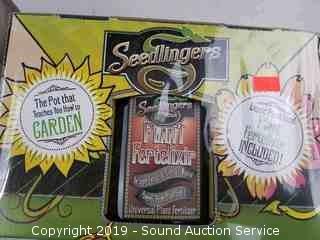 Seedlingers
The Pot that
Teaches You How to
GARDEN
Seedlingers
Plant
Fertelixir
INCLUDED!
Universal Plant Fertilizer
Copyright 2019 - Sound Auction Service